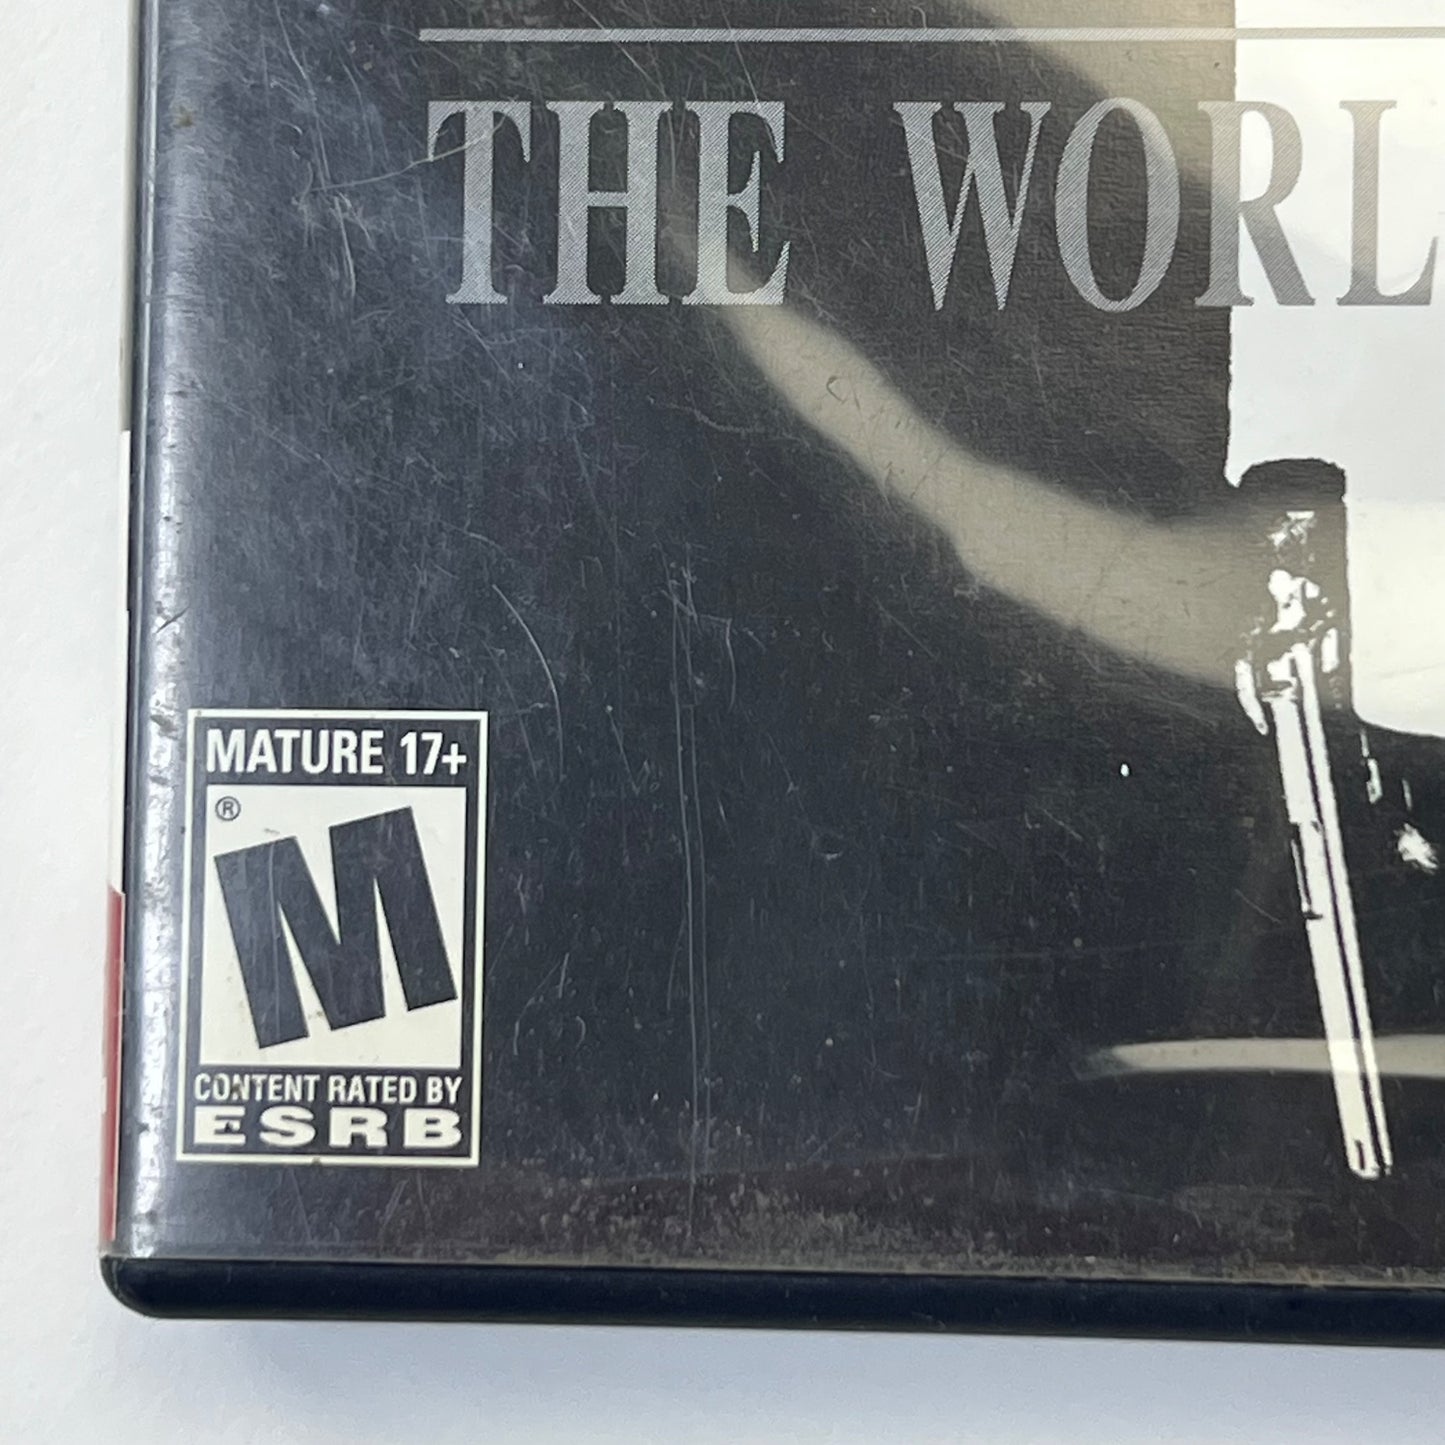 THE WORL
MATURE 17+
®
M
CONTENT RATED BY
ESRB